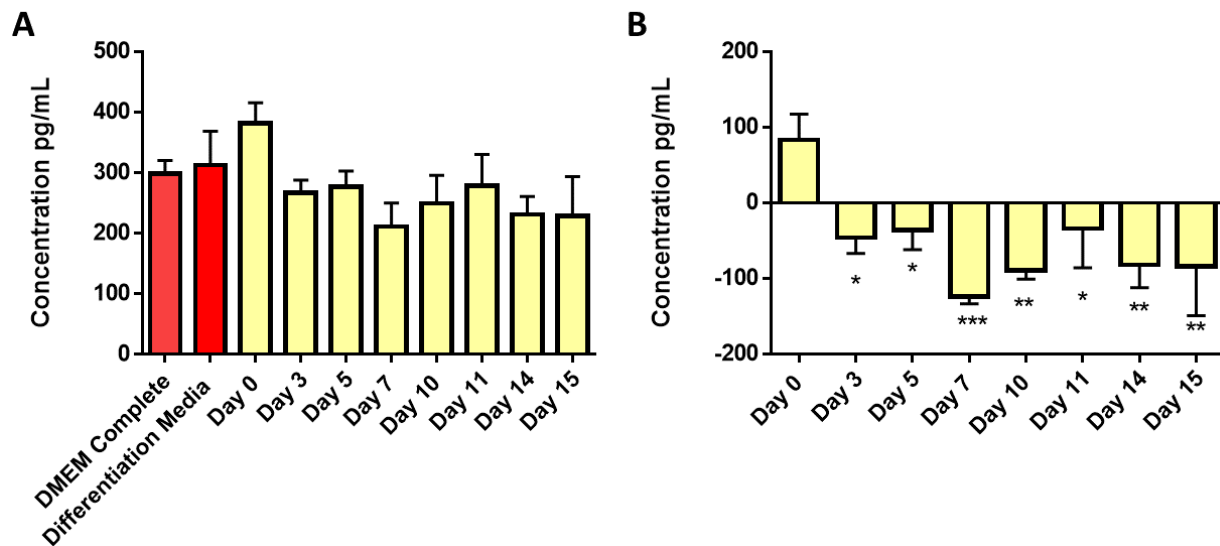 A
Concentration pg/mL
500
400
300
200
100
0
DMEM Complete
Differentiation Media
Day 0
Day 3
Day 5
Day 7
Day 10
Day 11
Day 14
Day 15
B
Concentration pg/mL
200
100
0
-100
-200
*
*
***
**
*
**
**
Day 0
Day 3
Day 5
Day 7
Day 10
Day 11
Day 14
Day 15